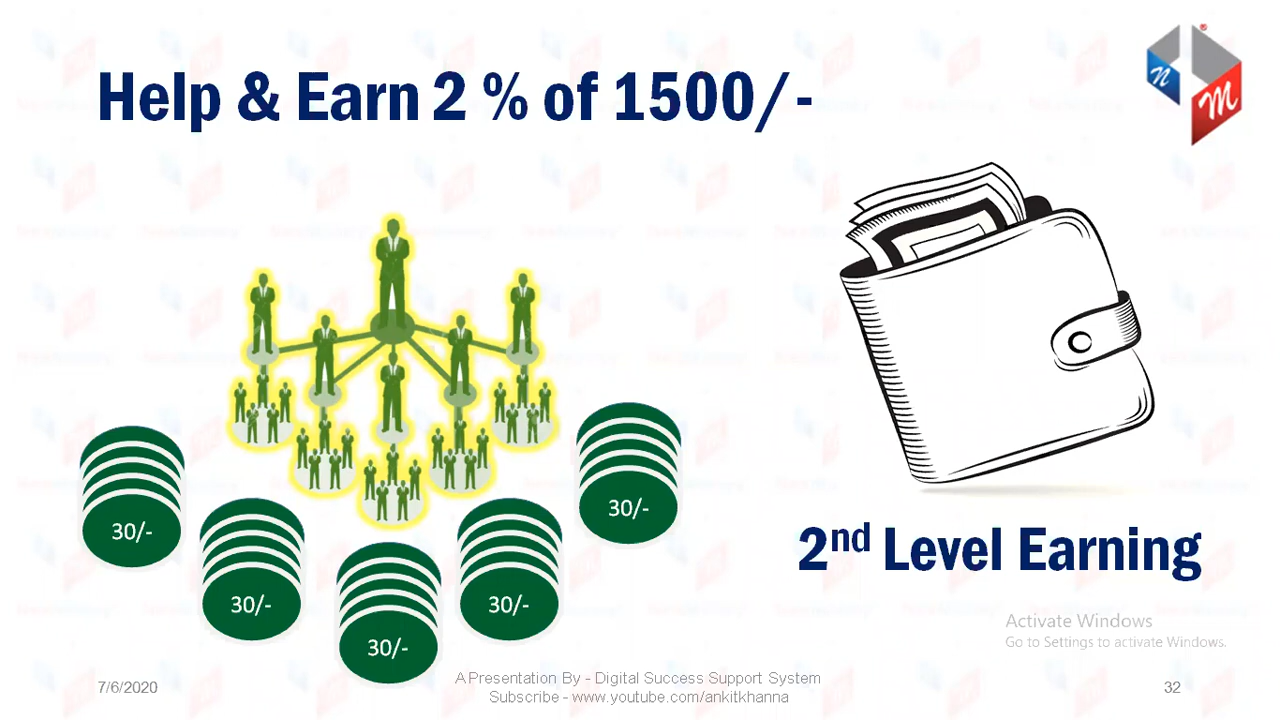 Help & Earn 2 % of 1500/-
n
M
30/-
30/-
30/-
30/-
30/-
2nd Level Earning
Activate Windows
Go to Settings to activate Windows.
7/6/2020
A Presentation By - Digital Success Support System
Subscribe - www.youtube.com/ankitkhanna
32